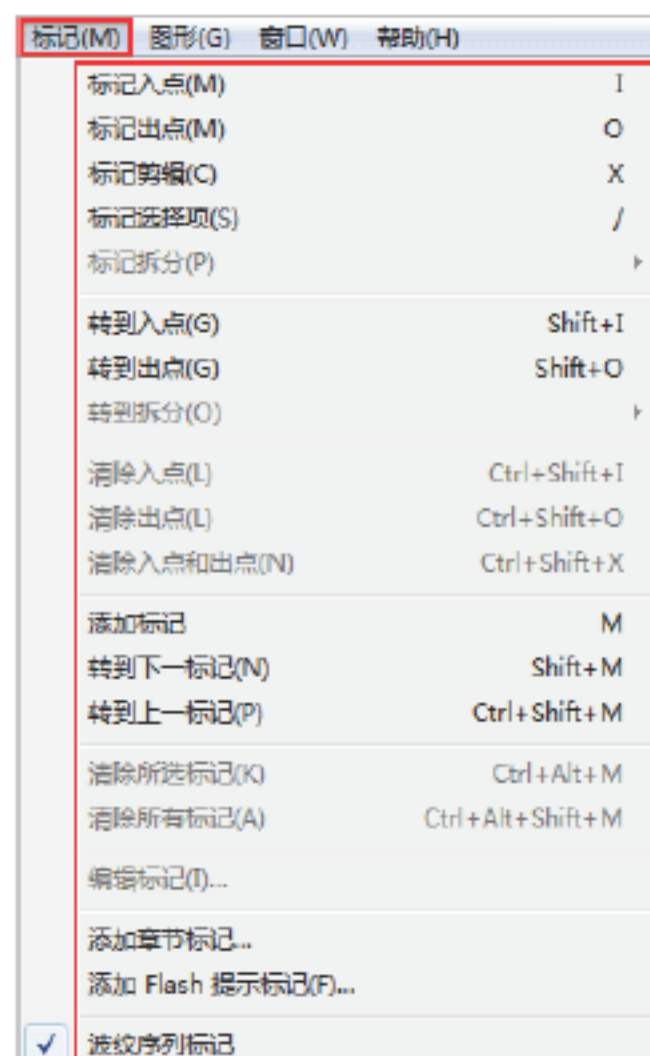 标记(M) 图形(G) 窗口(W) 帮助(H)
标记入点(M) I
标记出点(M) O
标记剪辑(C) X
标记选择项(S) /
标记拆分(P)
转到入点(G) Shift+I
转到出点(G) Shift+O
转到拆分(O)
清除入点(L) Ctrl+Shift+I
清除出点(L) Ctrl+Shift+O
清除入点和出点(N) Ctrl+Shift+X
添加标记 M
转到下一标记(N) Shift+M
转到上一标记(P) Ctrl+Shift+M
清除所选标记(K) Ctrl+Alt+M
清除所有标记(A) Ctrl+Alt+Shift+M
编辑标记(I)...
添加章节标记...
添加 Flash 提示标记(F)...
波纹序列标记